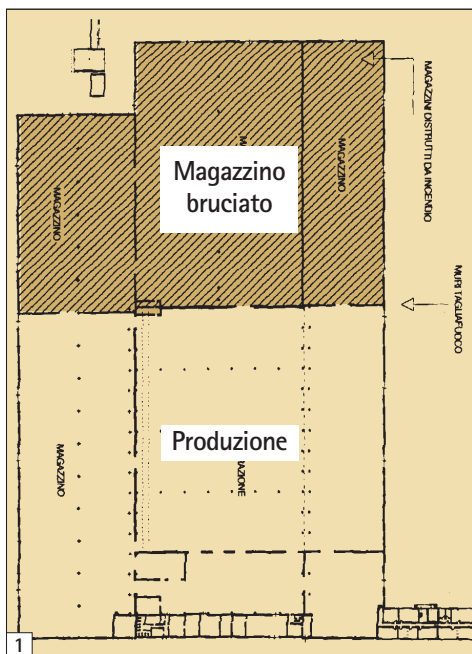 MAGAZZINI DISTRUTTI DA INCENDIO
MAGAZZINO
Magazzino
bruciato
MAGAZZINO
MURI TAGLIAFUOCO
Produzione
MAGAZZINO
1